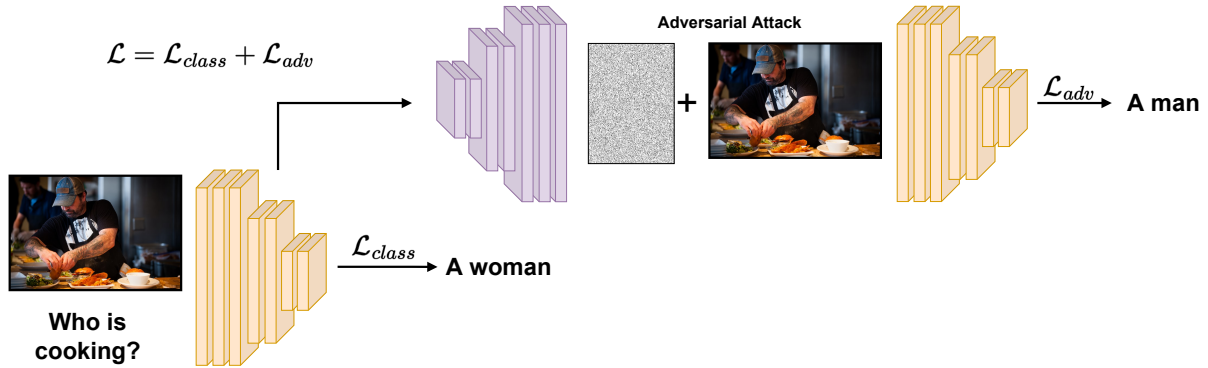 Adversarial Attack
ℒ = ℒ_class + ℒ_adv
+
ℒ_adv
A man
ℒ_class
A woman
Who is
cooking?